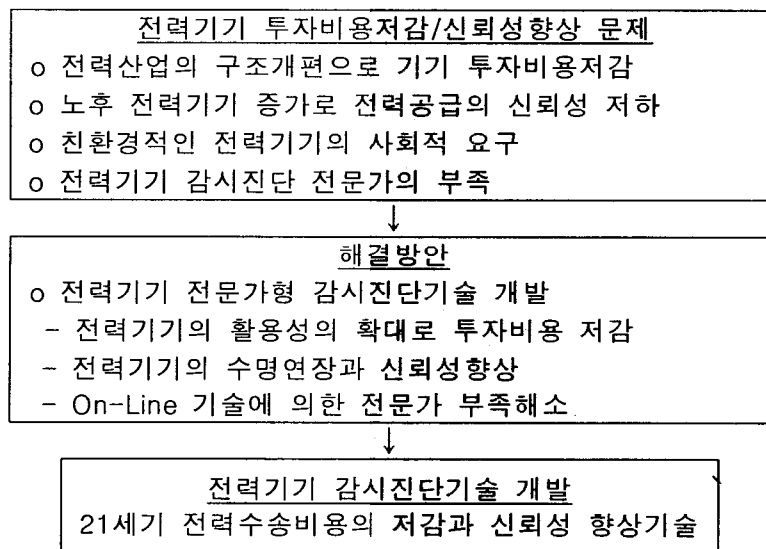 전력기기 투자비용저감/신뢰성향상 문제
o 전력산업의 구조개편으로 기기 투자비용저감
o 노후 전력기기 증가로 전력공급의 신뢰성 저하
o 친환경적인 전력기기의 사회적 요구
o 전력기기 감시진단 전문가의 부족
↓
해결방안
o 전력기기 전문가형 감시진단기술 개발
- 전력기기의 활용성의 확대로 투자비용 저감
- 전력기기의 수명연장과 신뢰성향상
- On-Line 기술에 의한 전문가 부족해소
↓
전력기기 감시진단기술 개발
21세기 전력수송비용의 저감과 신뢰성 향상기술